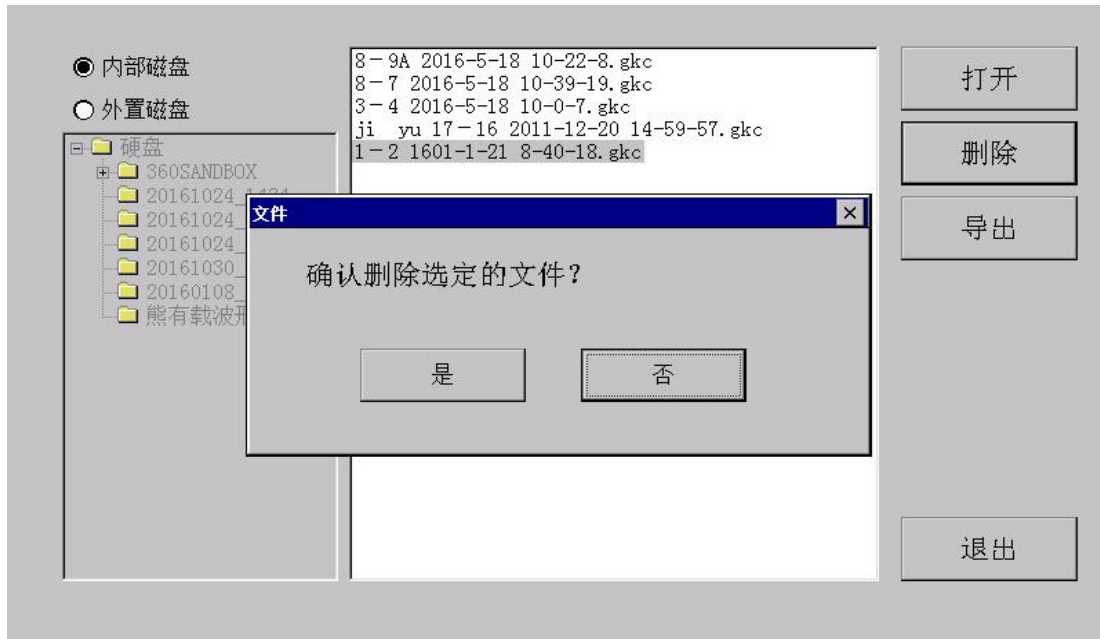 内部磁盘
外置磁盘
硬盘
360SANDBOX
20161024_1424
20161024_
20161024_
20161030_
20160108_
熊有载波形
8－9A 2016-5-18 10-22-8.gkc
8－7 2016-5-18 10-39-19.gkc
3－4 2016-5-18 10-0-7.gkc
ji yu 17－16 2011-12-20 14-59-57.gkc
1－2 1601-1-21 8-40-18.gkc
文件
确认删除选定的文件?
是
否
打开
删除
导出
退出